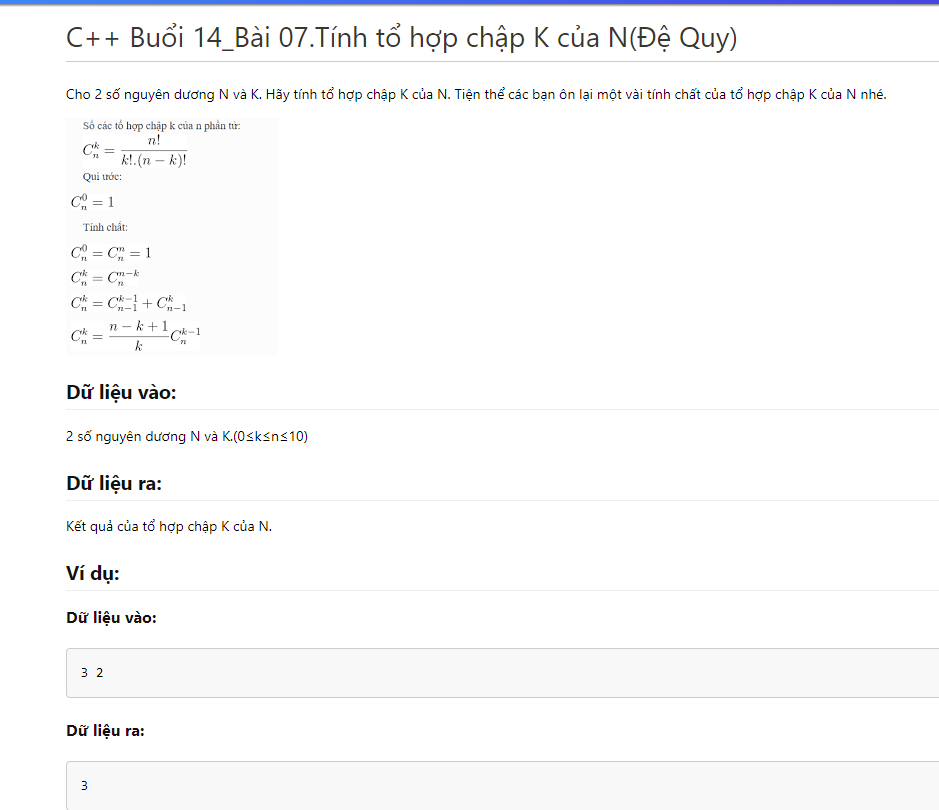 C++ Buổi 14_Bài 07.Tính tổ hợp chập K của N(Đệ Quy)
Cho 2 số nguyên dương N và K. Hãy tính tổ hợp chập K của N. Tiện thể các bạn ôn lại một vài tính chất của tổ hợp chập K của N nhé.
Số các tổ hợp chập k của n phần tử:
C_n^k = n! / (k!.(n − k)!)
Qui ước:
C_n^0 = 1
Tính chất:
C_n^0 = C_n^n = 1
C_n^k = C_n^{n−k}
C_n^k = C_{n−1}^{k−1} + C_{n−1}^k
C_n^k = (n − k + 1) / k C_n^{k−1}
Dữ liệu vào:
2 số nguyên dương N và K.(0≤k≤n≤10)
Dữ liệu ra:
Kết quả của tổ hợp chập K của N.
Ví dụ:
Dữ liệu vào:
3 2
Dữ liệu ra:
3